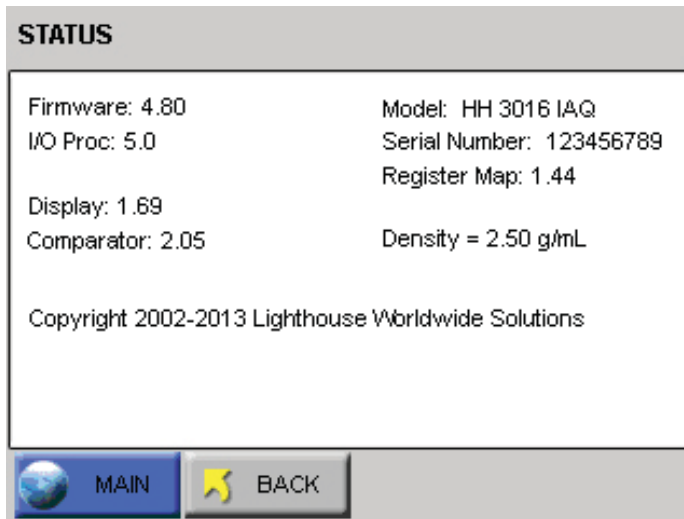 STATUS
Firmware: 4.80
I/O Proc: 5.0
Display: 1.69
Comparator: 2.05
Model: HH 3016 IAQ
Serial Number: 123456789
Register Map: 1.44
Density = 2.50 g/mL
Copyright 2002-2013 Lighthouse Worldwide Solutions
MAIN
BACK